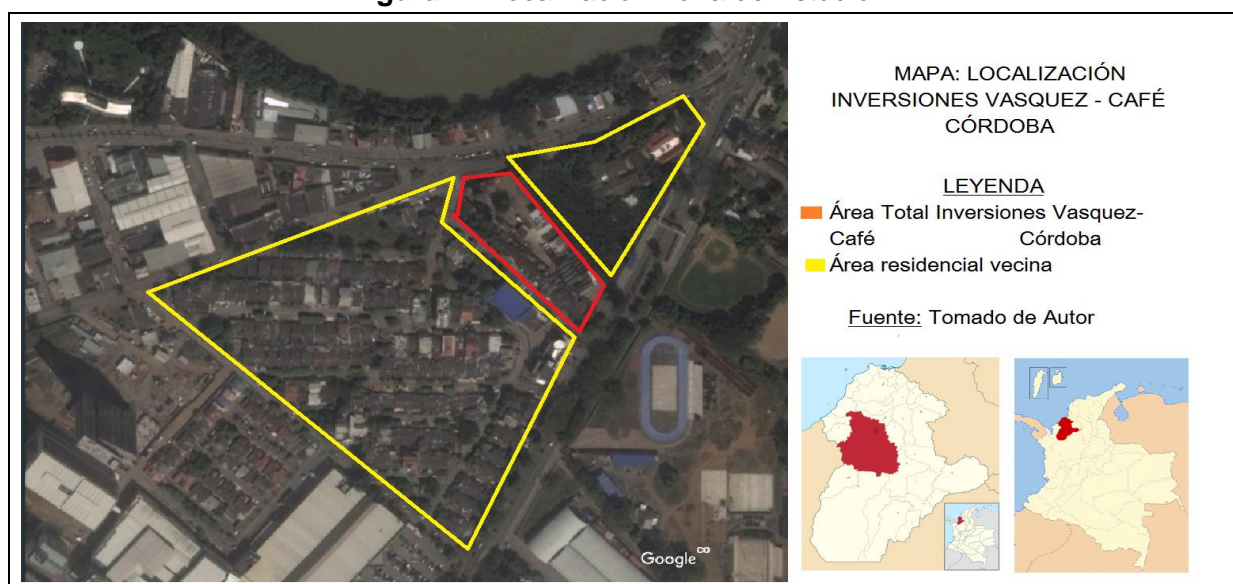 MAPA: LOCALIZACIÓN
INVERSIONES VASQUEZ - CAFÉ
CÓRDOBA
LEYENDA
Área Total Inversiones Vasquez-
Café Córdoba
Área residencial vecina
Fuente: Tomado de Autor
Google